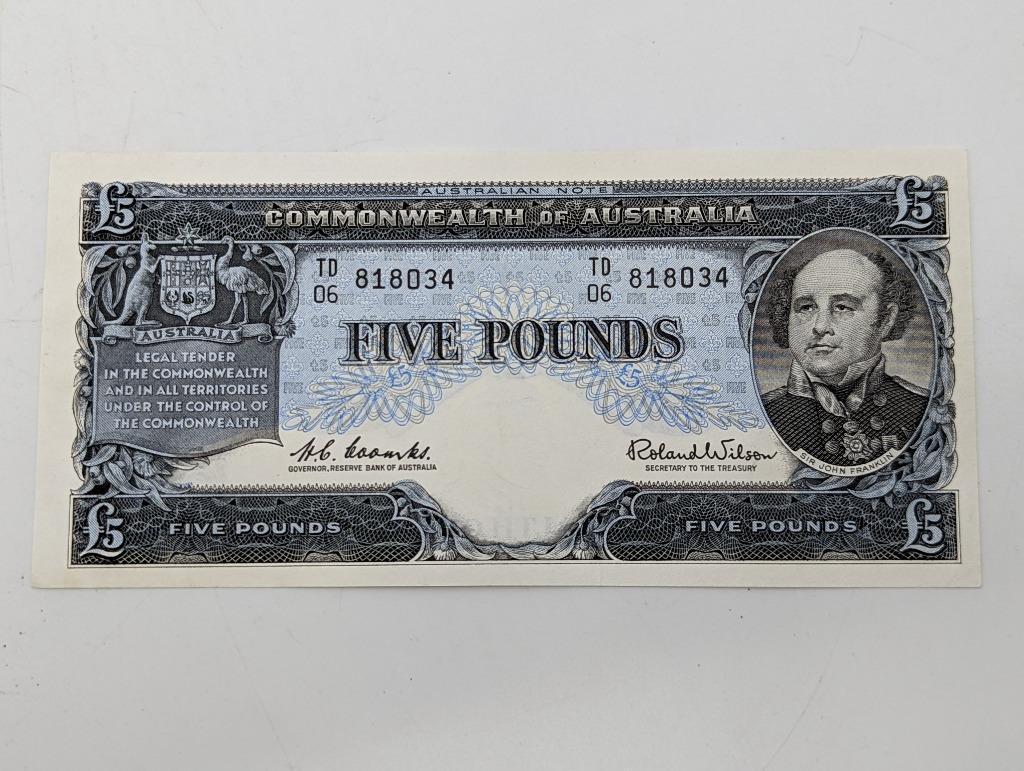 AUSTRALIAN NOTE
£5 COMMONWEALTH OF AUSTRALIA £5
TD
06 818034
TD
06 818034
FIVE POUNDS
£5 £5
AUSTRALIA
LEGAL TENDER
IN THE COMMONWEALTH
AND IN ALL TERRITORIES
UNDER THE CONTROL OF
THE COMMONWEALTH
H.C. Coombs.
GOVERNOR, RESERVE BANK OF AUSTRALIA
Roland Wilson
SECRETARY TO THE TREASURY
SIR JOHN FRANKLIN
£5 FIVE POUNDS
FIVE POUNDS £5